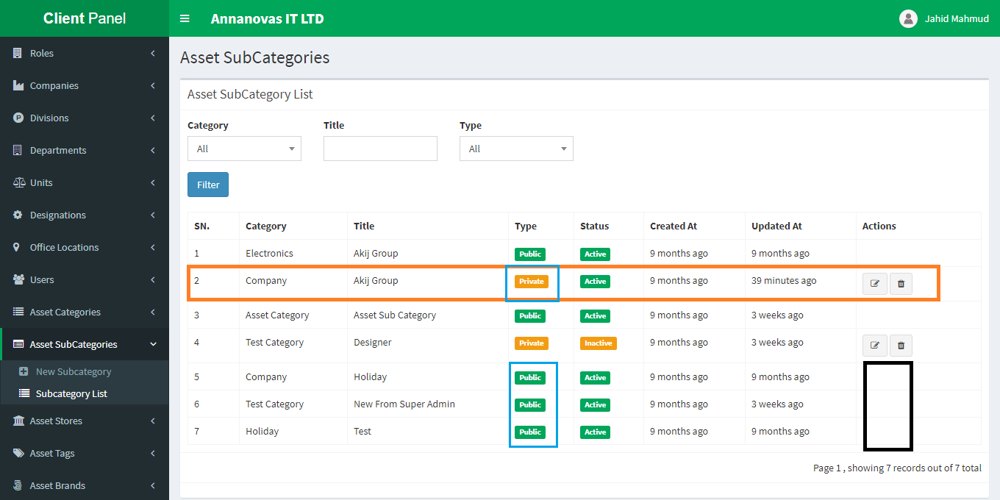 Client Panel
Annanovas IT LTD
Jahid Mahmud
Roles
Companies
Divisions
Departments
Units
Designations
Office Locations
Users
Asset Categories
Asset SubCategories
New Subcategory
Subcategory List
Asset Stores
Asset Tags
Asset Brands
Asset SubCategories
Asset SubCategory List
Category Title Type
All All
Filter
SN. Category Title Type Status Created At Updated At Actions
1 Electronics Akij Group Public Active 9 months ago 9 months ago
2 Company Akij Group Private Active 9 months ago 39 minutes ago
3 Asset Category Asset Sub Category Public Active 9 months ago 3 weeks ago
4 Test Category Designer Private Inactive 9 months ago 3 weeks ago
5 Company Holiday Public Active 9 months ago 9 months ago
6 Test Category New From Super Admin Public Active 9 months ago 3 weeks ago
7 Holiday Test Public Active 9 months ago 9 months ago
Page 1 , showing 7 records out of 7 total